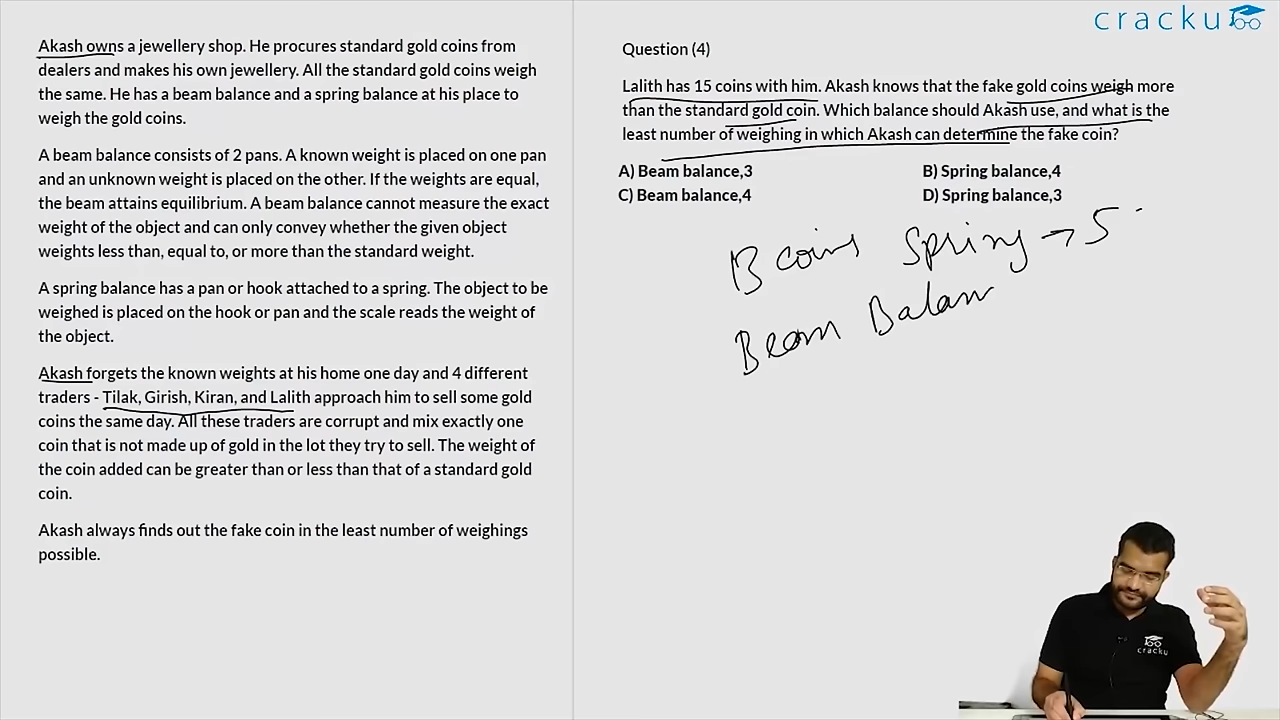 cracku
Akash owns a jewellery shop. He procures standard gold coins from
dealers and makes his own jewellery. All the standard gold coins weigh
the same. He has a beam balance and a spring balance at his place to
weigh the gold coins.
A beam balance consists of 2 pans. A known weight is placed on one pan
and an unknown weight is placed on the other. If the weights are equal,
the beam attains equilibrium. A beam balance cannot measure the exact
weight of the object and can only convey whether the given object
weights less than, equal to, or more than the standard weight.
A spring balance has a pan or hook attached to a spring. The object to be
weighed is placed on the hook or pan and the scale reads the weight of
the object.
Akash forgets the known weights at his home one day and 4 different
traders - Tilak, Girish, Kiran, and Lalith approach him to sell some gold
coins the same day. All these traders are corrupt and mix exactly one
coin that is not made up of gold in the lot they try to sell. The weight of
the coin added can be greater than or less than that of a standard gold
coin.
Akash always finds out the fake coin in the least number of weighings
possible.
Question (4)
Lalith has 15 coins with him. Akash knows that the fake gold coins weigh more
than the standard gold coin. Which balance should Akash use, and what is the
least number of weighing in which Akash can determine the fake coin?
A) Beam balance,3
B) Spring balance,4
C) Beam balance,4
D) Spring balance,3
13 coins Spring → 5
Beam Balan
cracku